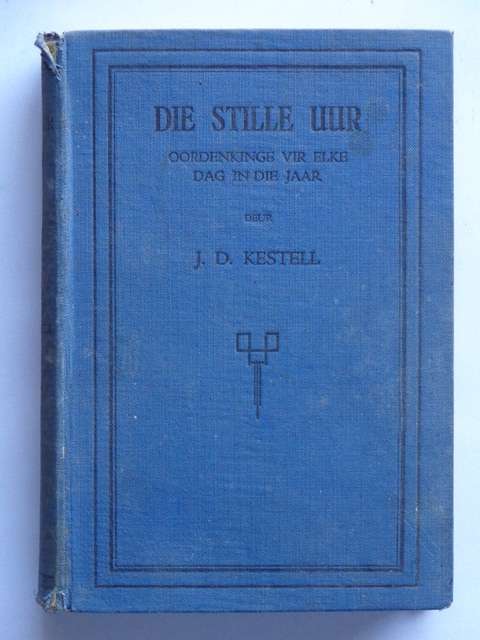 DIE STILLE UUR
OORDENKINGE VIR ELKE
DAG IN DIE JAAR
DEUR
J. D. KESTELL